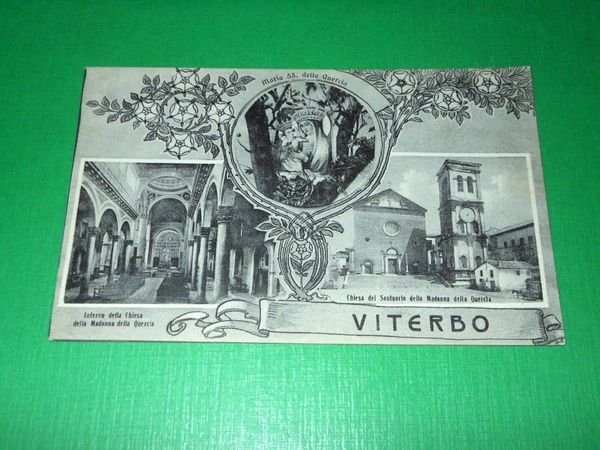 Maria SS. della Quercia
Interno della Chiesa
della Madonna della Quercia
Chiesa del Santuario della Madonna della Quercia
VITERBO